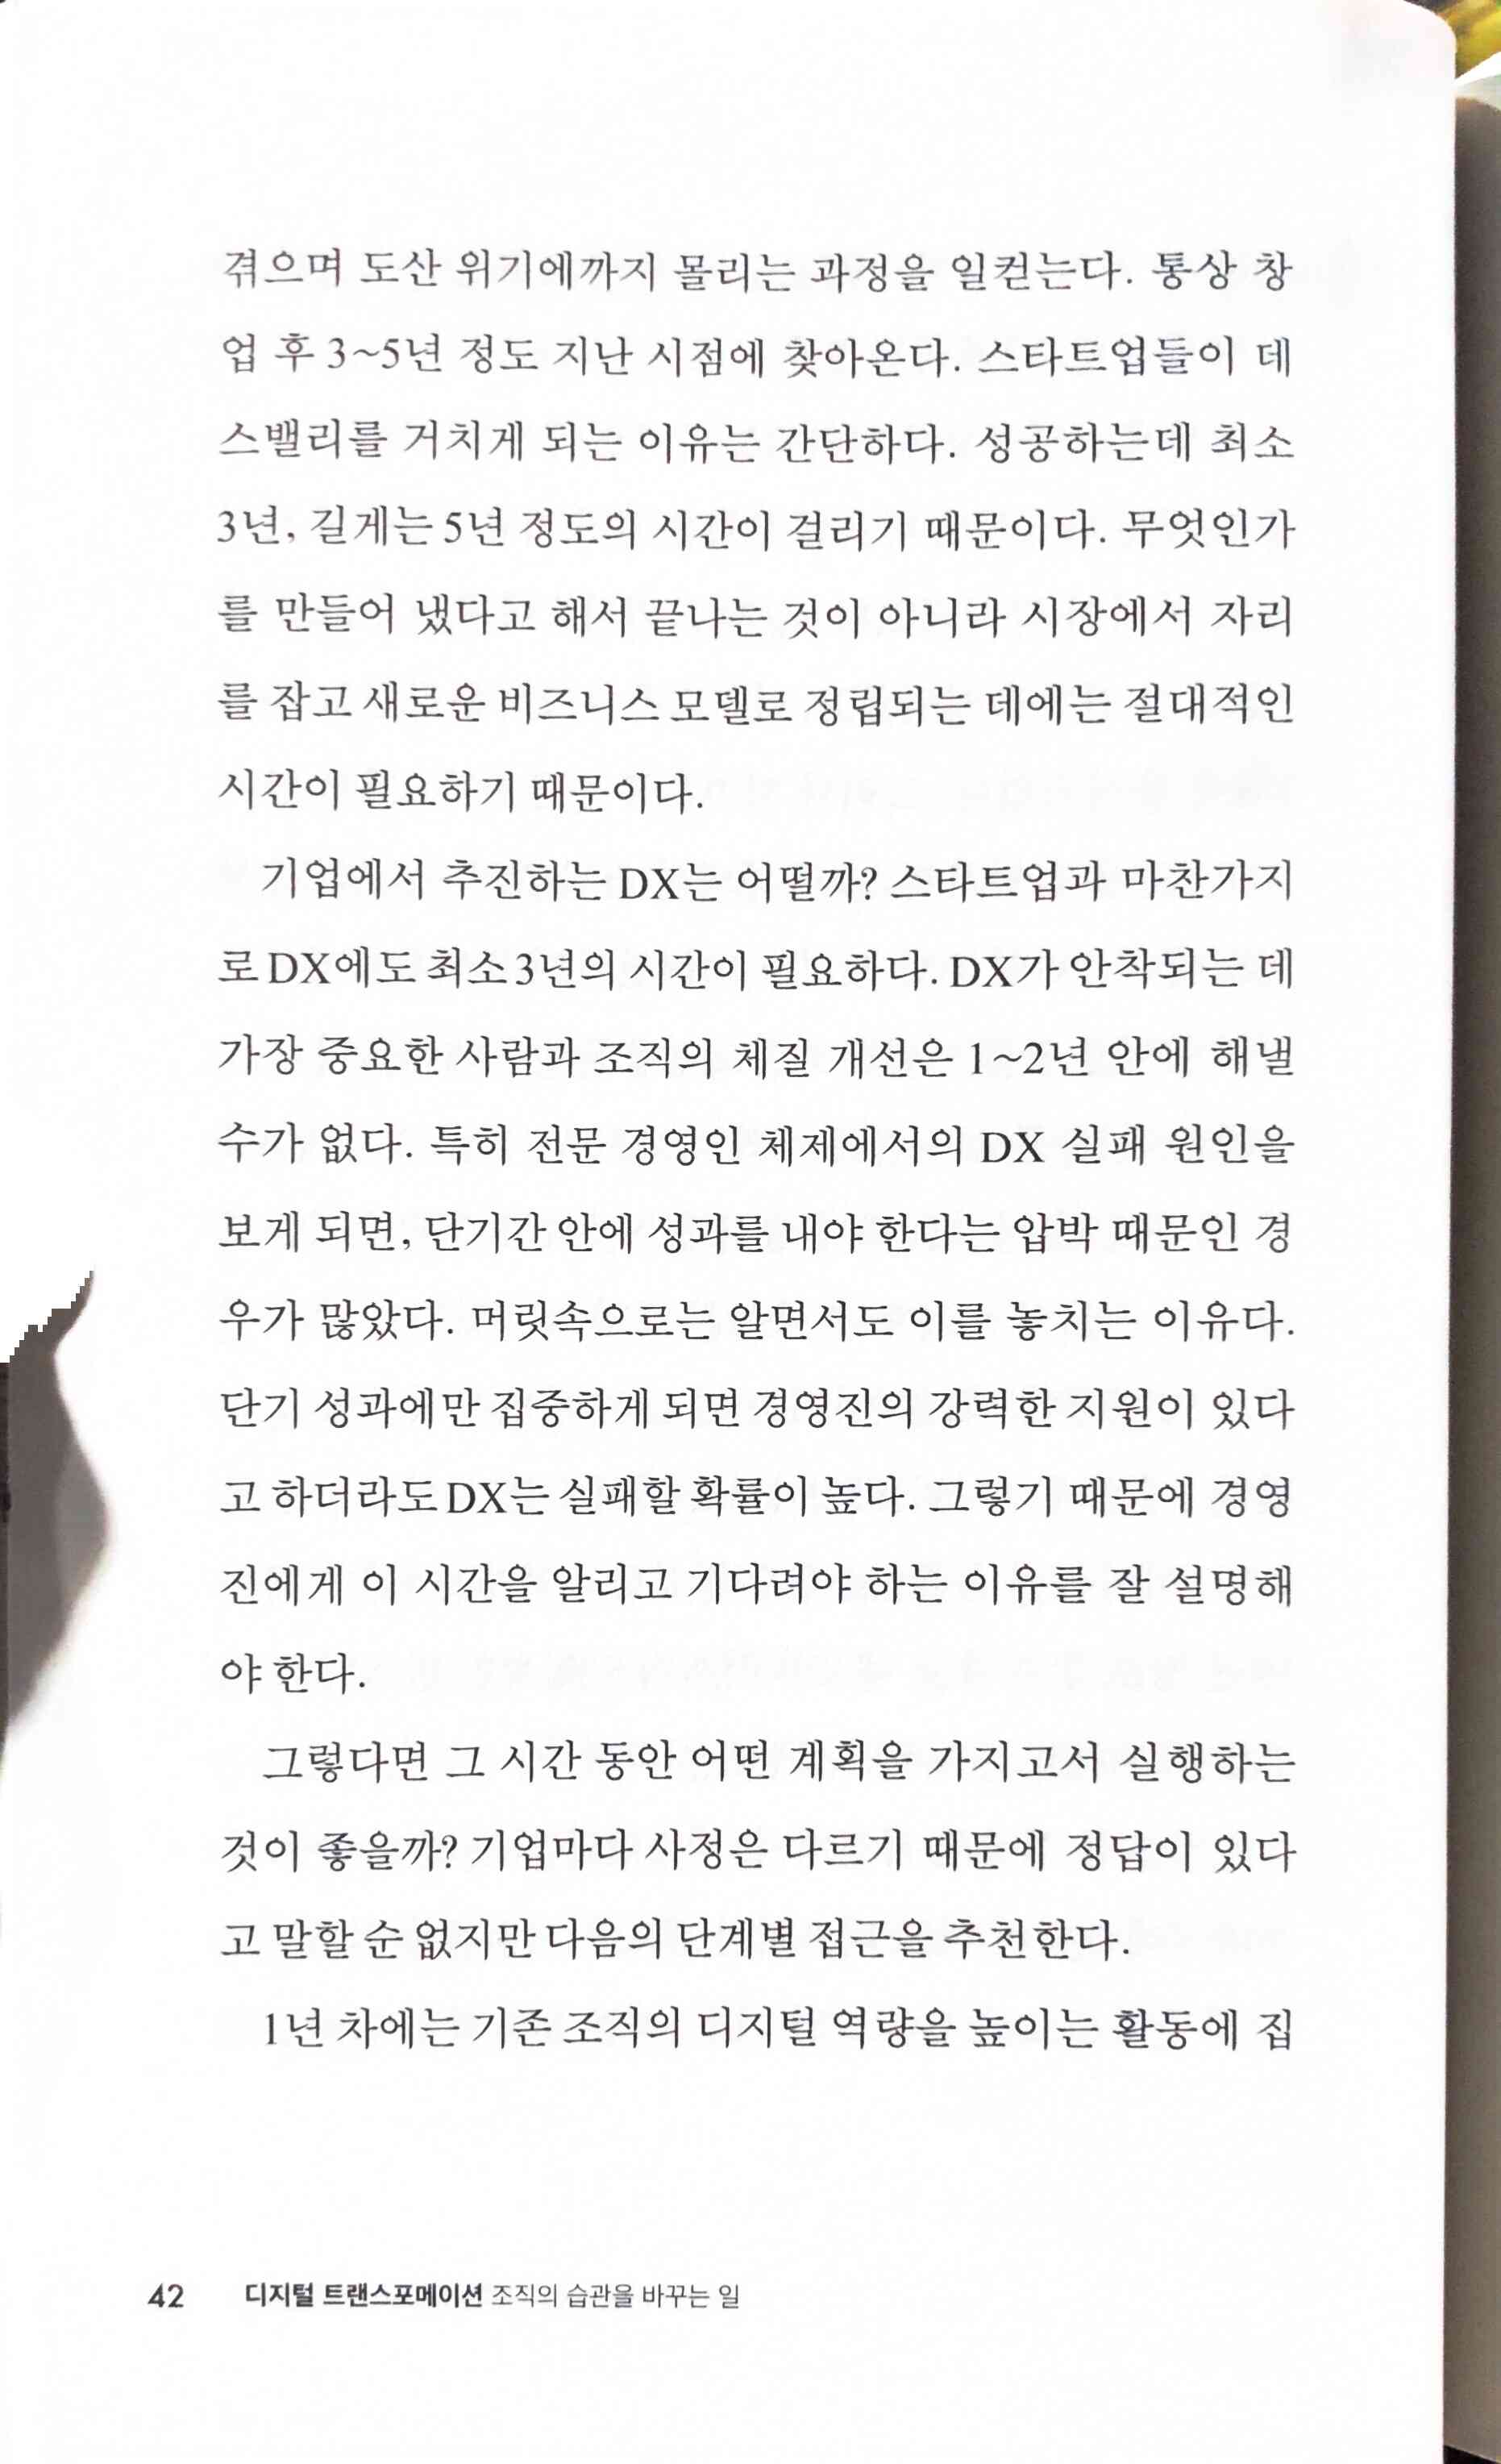 겪으며 도산 위기에까지 몰리는 과정을 일컫는다. 통상 창
업 후 3~5년 정도 지난 시점에 찾아온다. 스타트업들이 데
스밸리를 거치게 되는 이유는 간단하다. 성공하는데 최소
3년, 길게는 5년 정도의 시간이 걸리기 때문이다. 무엇인가
를 만들어 냈다고 해서 끝나는 것이 아니라 시장에서 자리
를 잡고 새로운 비즈니스 모델로 정립되는 데에는 절대적인
시간이 필요하기 때문이다.
기업에서 추진하는 DX는 어떨까? 스타트업과 마찬가지
로 DX에도 최소 3년의 시간이 필요하다. DX가 안착되는 데
가장 중요한 사람과 조직의 체질 개선은 1~2년 안에 해낼
수가 없다. 특히 전문 경영인 체제에서의 DX 실패 원인을
보게 되면, 단기간 안에 성과를 내야 한다는 압박 때문인 경
우가 많았다. 머릿속으로는 알면서도 이를 놓치는 이유다.
단기 성과에만 집중하게 되면 경영진의 강력한 지원이 있다
고 하더라도 DX는 실패할 확률이 높다. 그렇기 때문에 경영
진에게 이 시간을 알리고 기다려야 하는 이유를 잘 설명해
야 한다.
그렇다면 그 시간 동안 어떤 계획을 가지고서 실행하는
것이 좋을까? 기업마다 사정은 다르기 때문에 정답이 있다
고 말할 순 없지만 다음의 단계별 접근을 추천한다.
1년 차에는 기존 조직의 디지털 역량을 높이는 활동에 집
42 디지털 트랜스포메이션 조직의 습관을 바꾸는 일